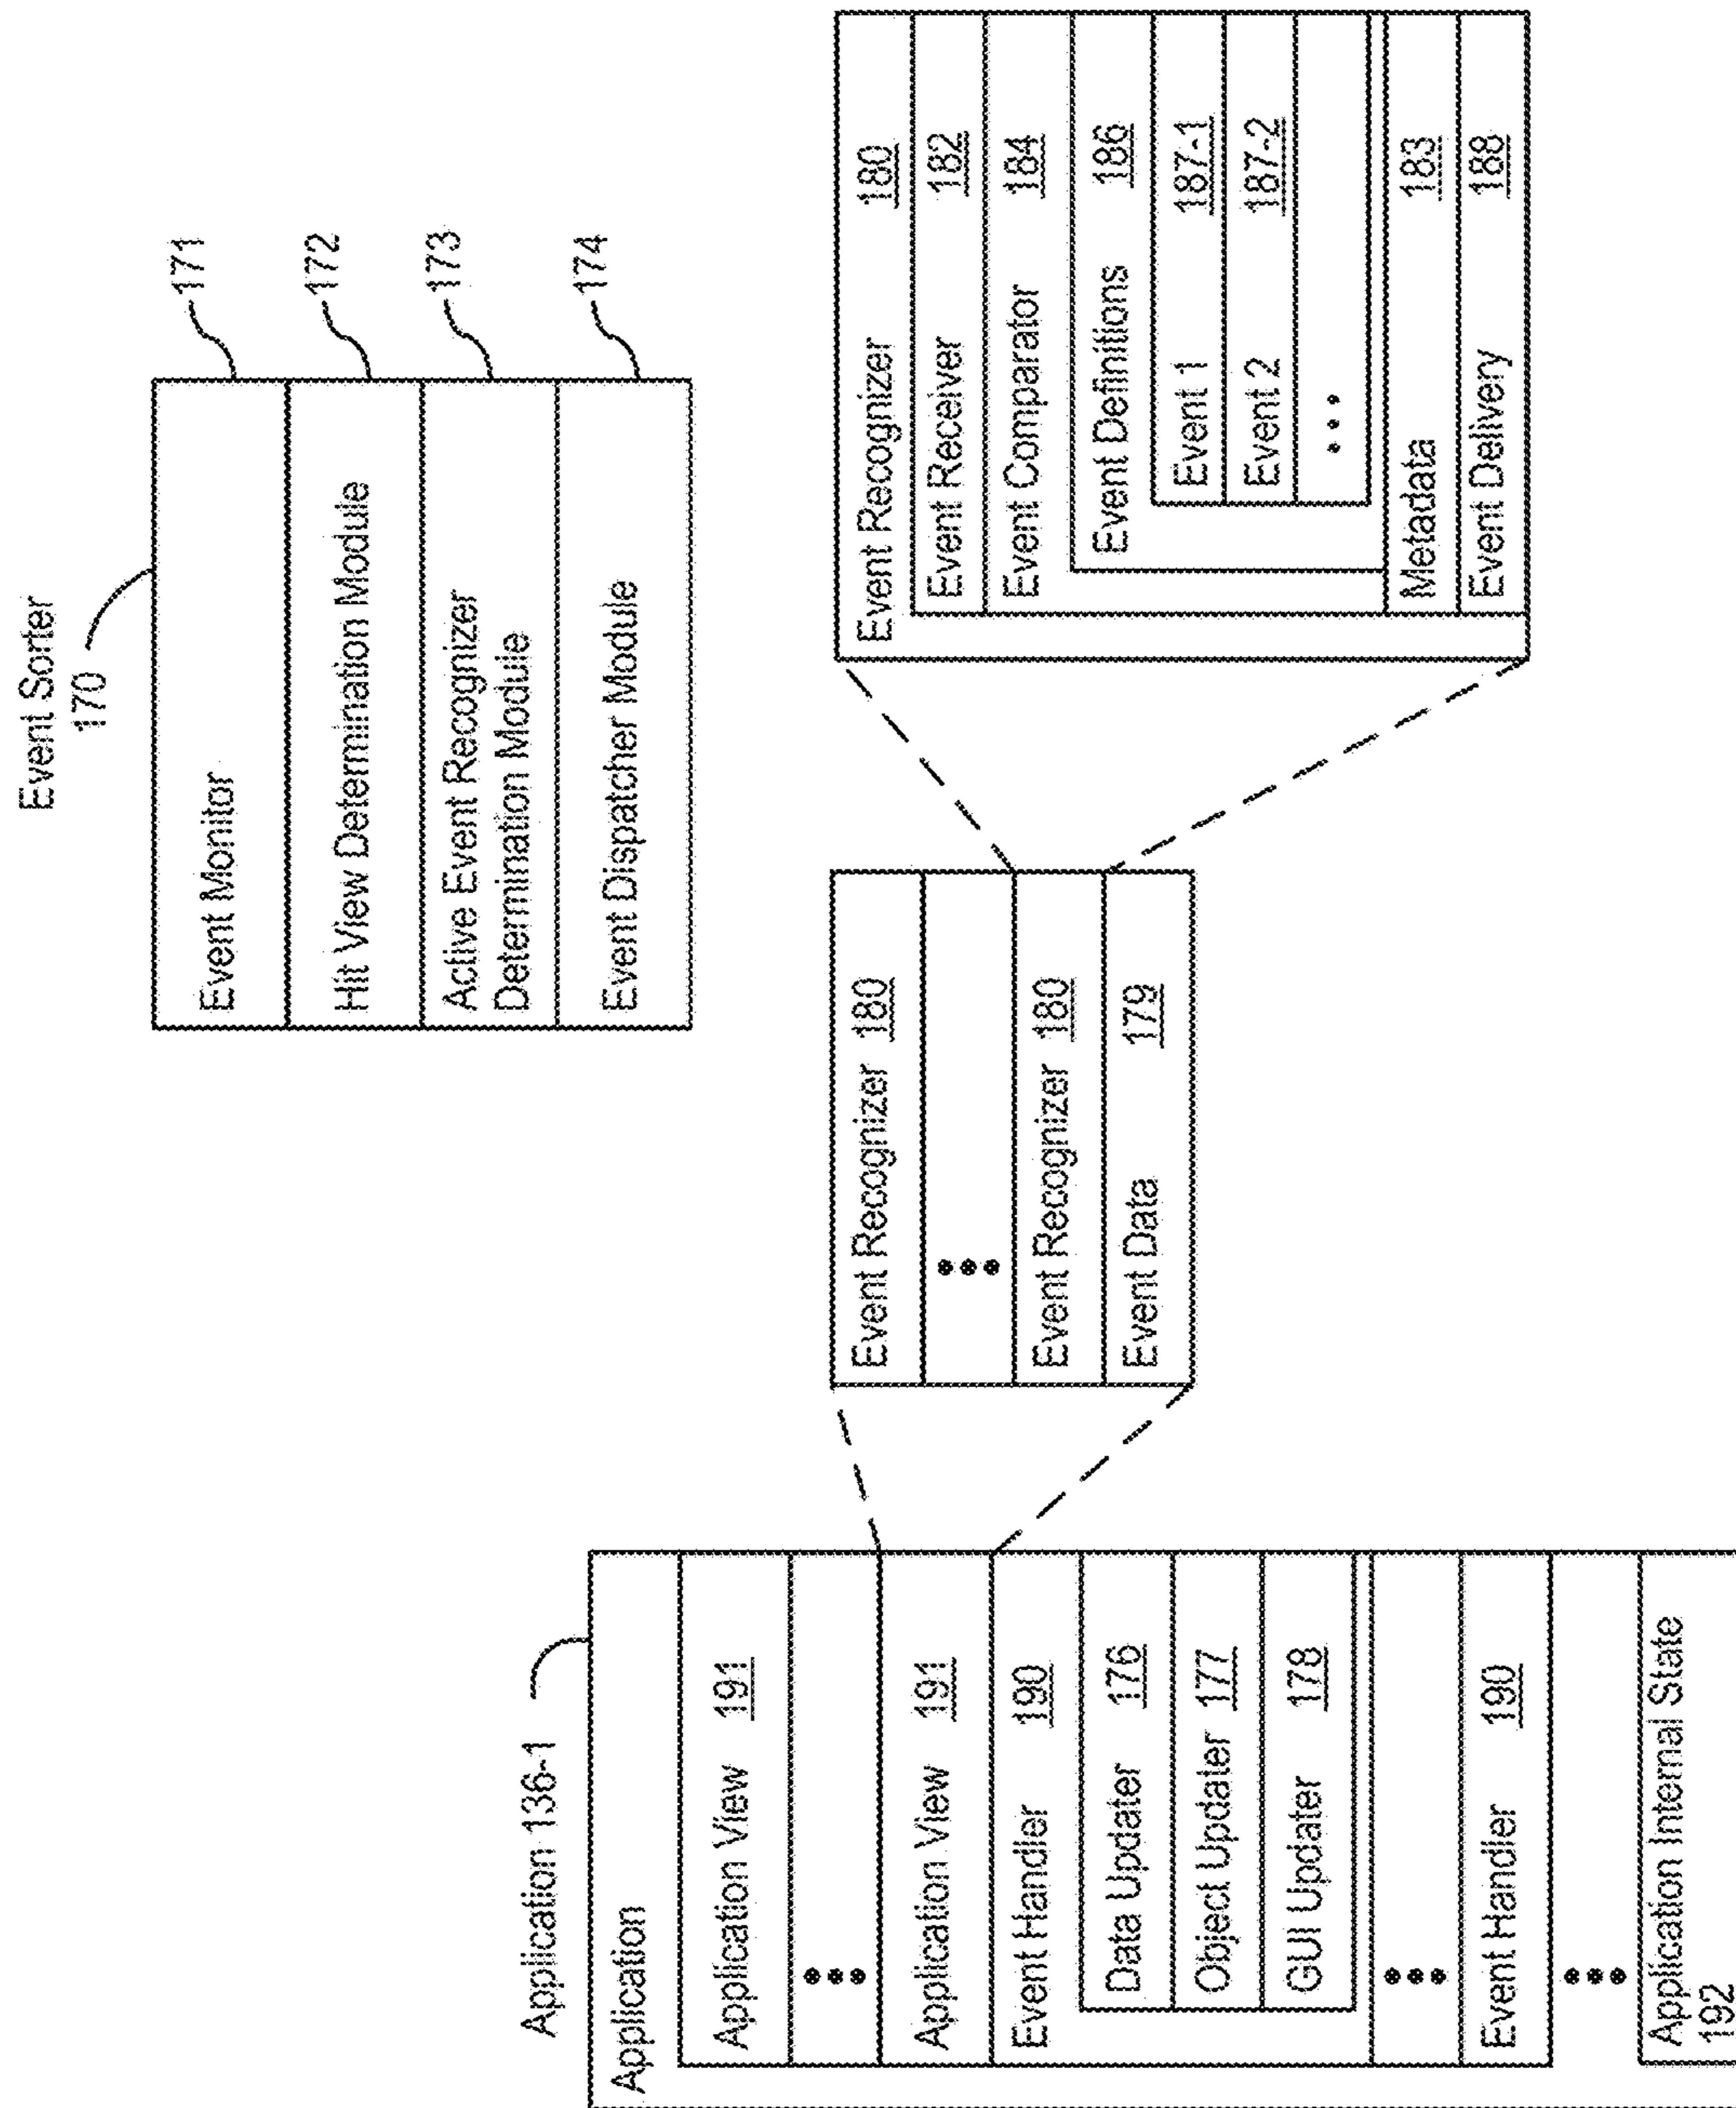 Event Sorter
170
Event Monitor 171
Hit View Determination Module 172
Active Event Recognizer 173
Determination Module
Event Dispatcher Module 174
Application 136-1
Application
Application View 191
Application View 191
Event Handler 190
Data Updater 176
Object Updater 177
GUI Updater 178
Event Handler 190
Application Internal State
192
Event Recognizer 180
Event Recognizer 180
Event Data 179
Event Recognizer 180
Event Receiver 182
Event Comparator 184
Event Definitions 186
Event 1 187-1
Event 2 187-2
Metadata 183
Event Delivery 188